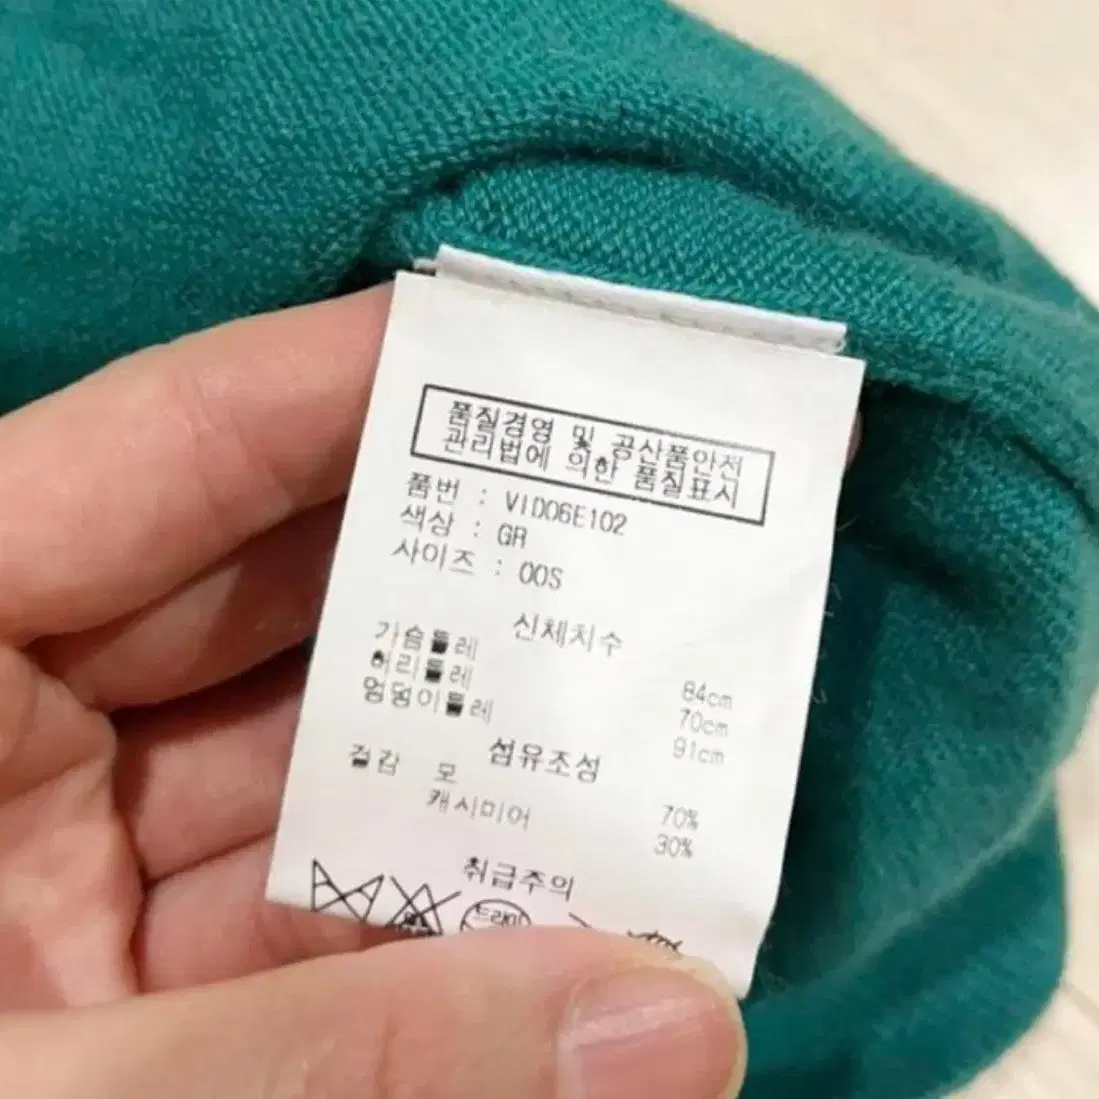 품질경영 및 공산품안전
관리법에 의한 품질표시
품번 : VID06E102
색상 : GR
사이즈 : 00S
신체치수
가슴둘레 84cm
허리둘레 70cm
엉덩이둘레 91cm
섬유조성
겉감 모 70%
캐시미어 30%
취급주의
드라이